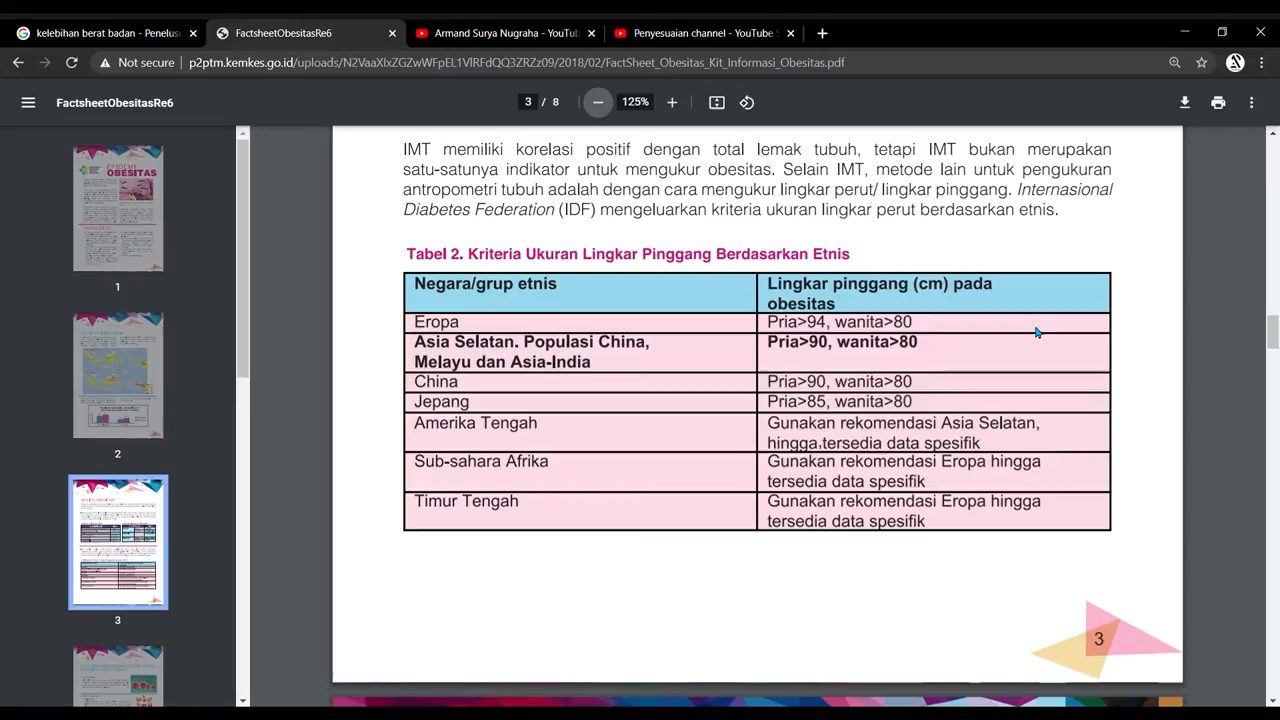 kelebihan berat badan - Penelus
FactsheetObesitasRe6
Armand Surya Nugraha - YouTu
Penyesuaian channel - YouTube S
Not secure
p2ptm.kemkes.go.id/uploads/N2VaaXIxZGZwWFpEL1VlRFdQQ3ZRZz09/2018/02/FactSheet_Obesitas_Kit_Informasi_Obesitas.pdf
FactsheetObesitasRe6
3 / 8
125%
EPIDEMI
OBESITAS
1
2
3
IMT memiliki korelasi positif dengan total lemak tubuh, tetapi IMT bukan merupakan
satu-satunya indikator untuk mengukur obesitas. Selain IMT, metode lain untuk pengukuran
antropometri tubuh adalah dengan cara mengukur lingkar perut/ lingkar pinggang. Internasional
Diabetes Federation (IDF) mengeluarkan kriteria ukuran lingkar perut berdasarkan etnis.
Tabel 2. Kriteria Ukuran Lingkar Pinggang Berdasarkan Etnis
Negara/grup etnis
Lingkar pinggang (cm) pada
obesitas
Eropa
Pria>94, wanita>80
Asia Selatan. Populasi China,
Melayu dan Asia-India
Pria>90, wanita>80
China
Pria>90, wanita>80
Jepang
Pria>85, wanita>80
Amerika Tengah
Gunakan rekomendasi Asia Selatan,
hingga.tersedia data spesifik
Sub-sahara Afrika
Gunakan rekomendasi Eropa hingga
tersedia data spesifik
Timur Tengah
Gunakan rekomendasi Eropa hingga
tersedia data spesifik
3